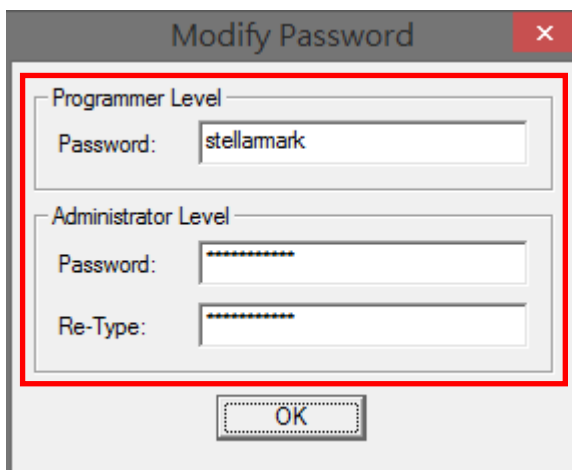 Modify Password
Programmer Level
Password: stellarmark
Administrator Level
Password: ***********
Re-Type: ***********
OK